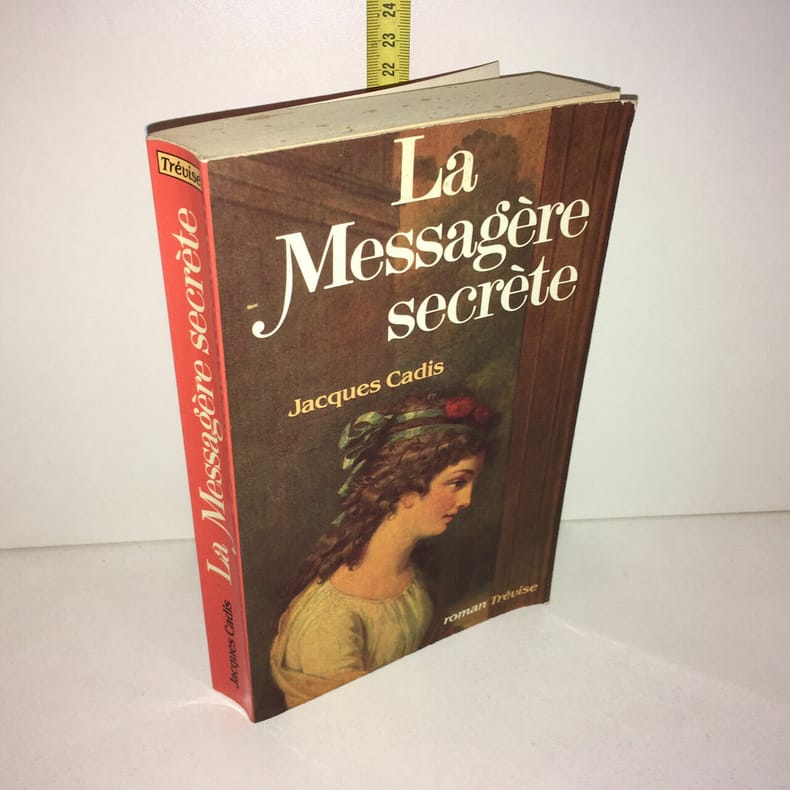 24
23
22
Trévise
La Messagère secrète
Jacques Cadis
La
Messagère
secrète
Jacques Cadis
roman Trévise